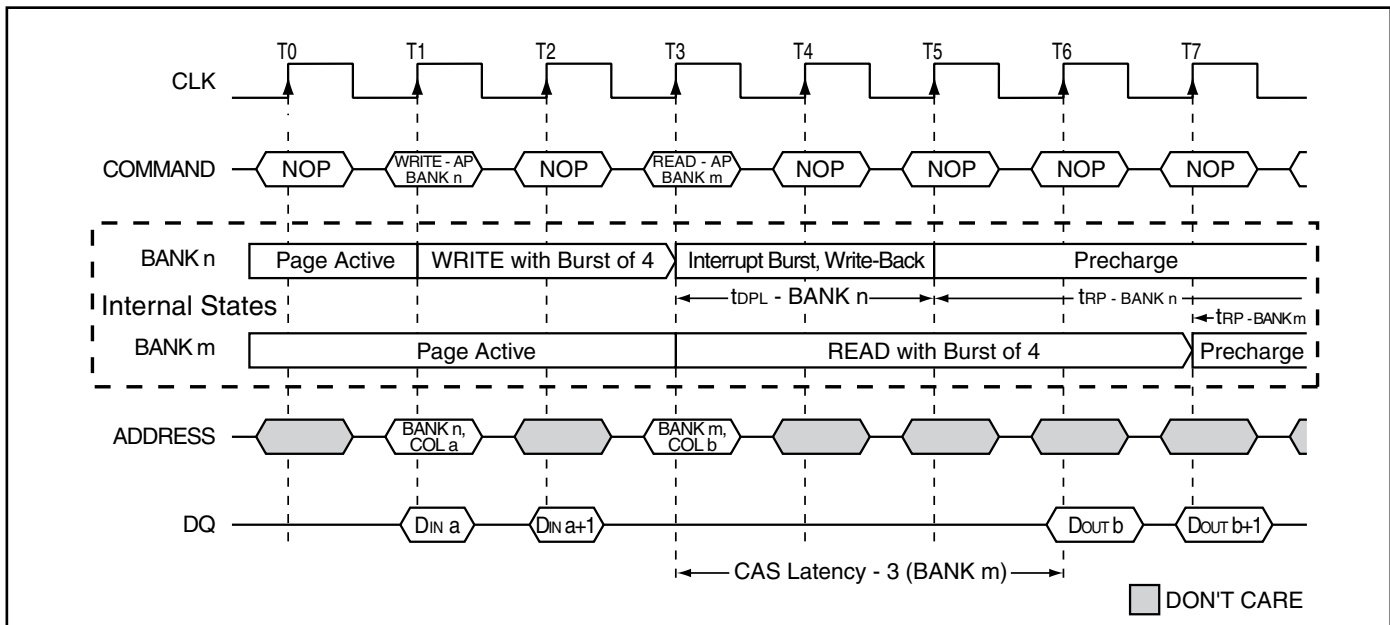 T0 T1 T2 T3 T4 T5 T6 T7
CLK
COMMAND NOP WRITE - AP BANK n NOP READ - AP BANK m NOP NOP NOP NOP
BANK n Page Active WRITE with Burst of 4 Interrupt Burst, Write-Back Precharge
Internal States tDPL - BANK n tRP - BANK n
tRP - BANK m
BANK m Page Active READ with Burst of 4 Precharge
ADDRESS BANK n, COL a BANK m, COL b
DQ DIN a DIN a+1 DOUT b DOUT b+1
CAS Latency - 3 (BANK m)
DON'T CARE